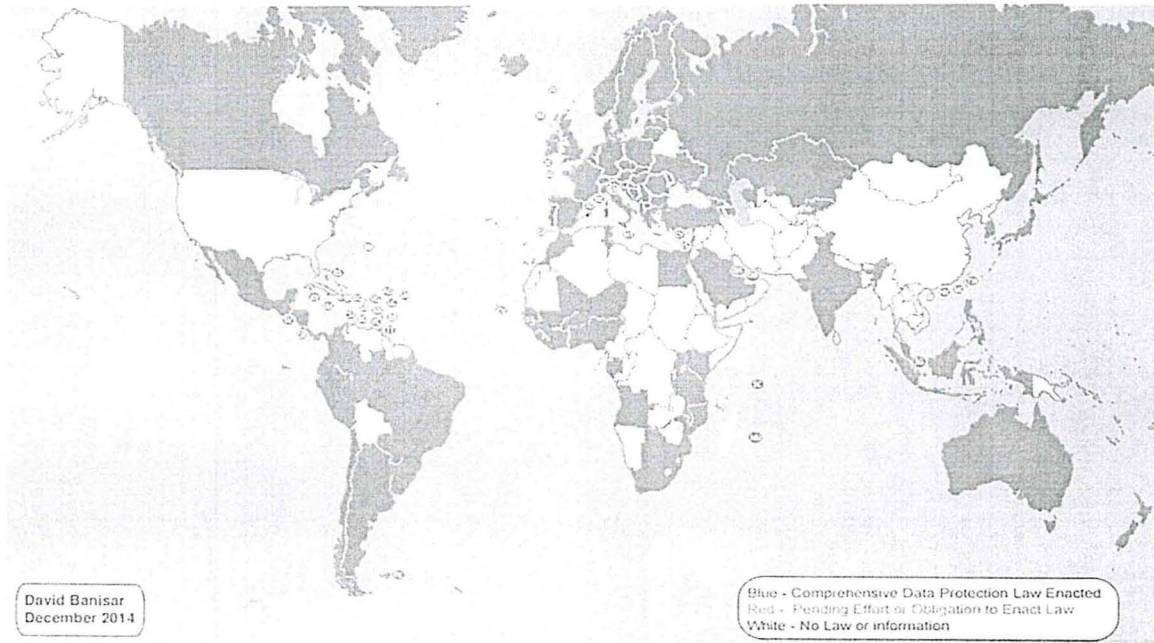 David Banisar
December 2014
Blue - Comprehensive Data Protection Law Enacted
Red - Pending Effort or Obligation to Enact Law
White - No Law or information